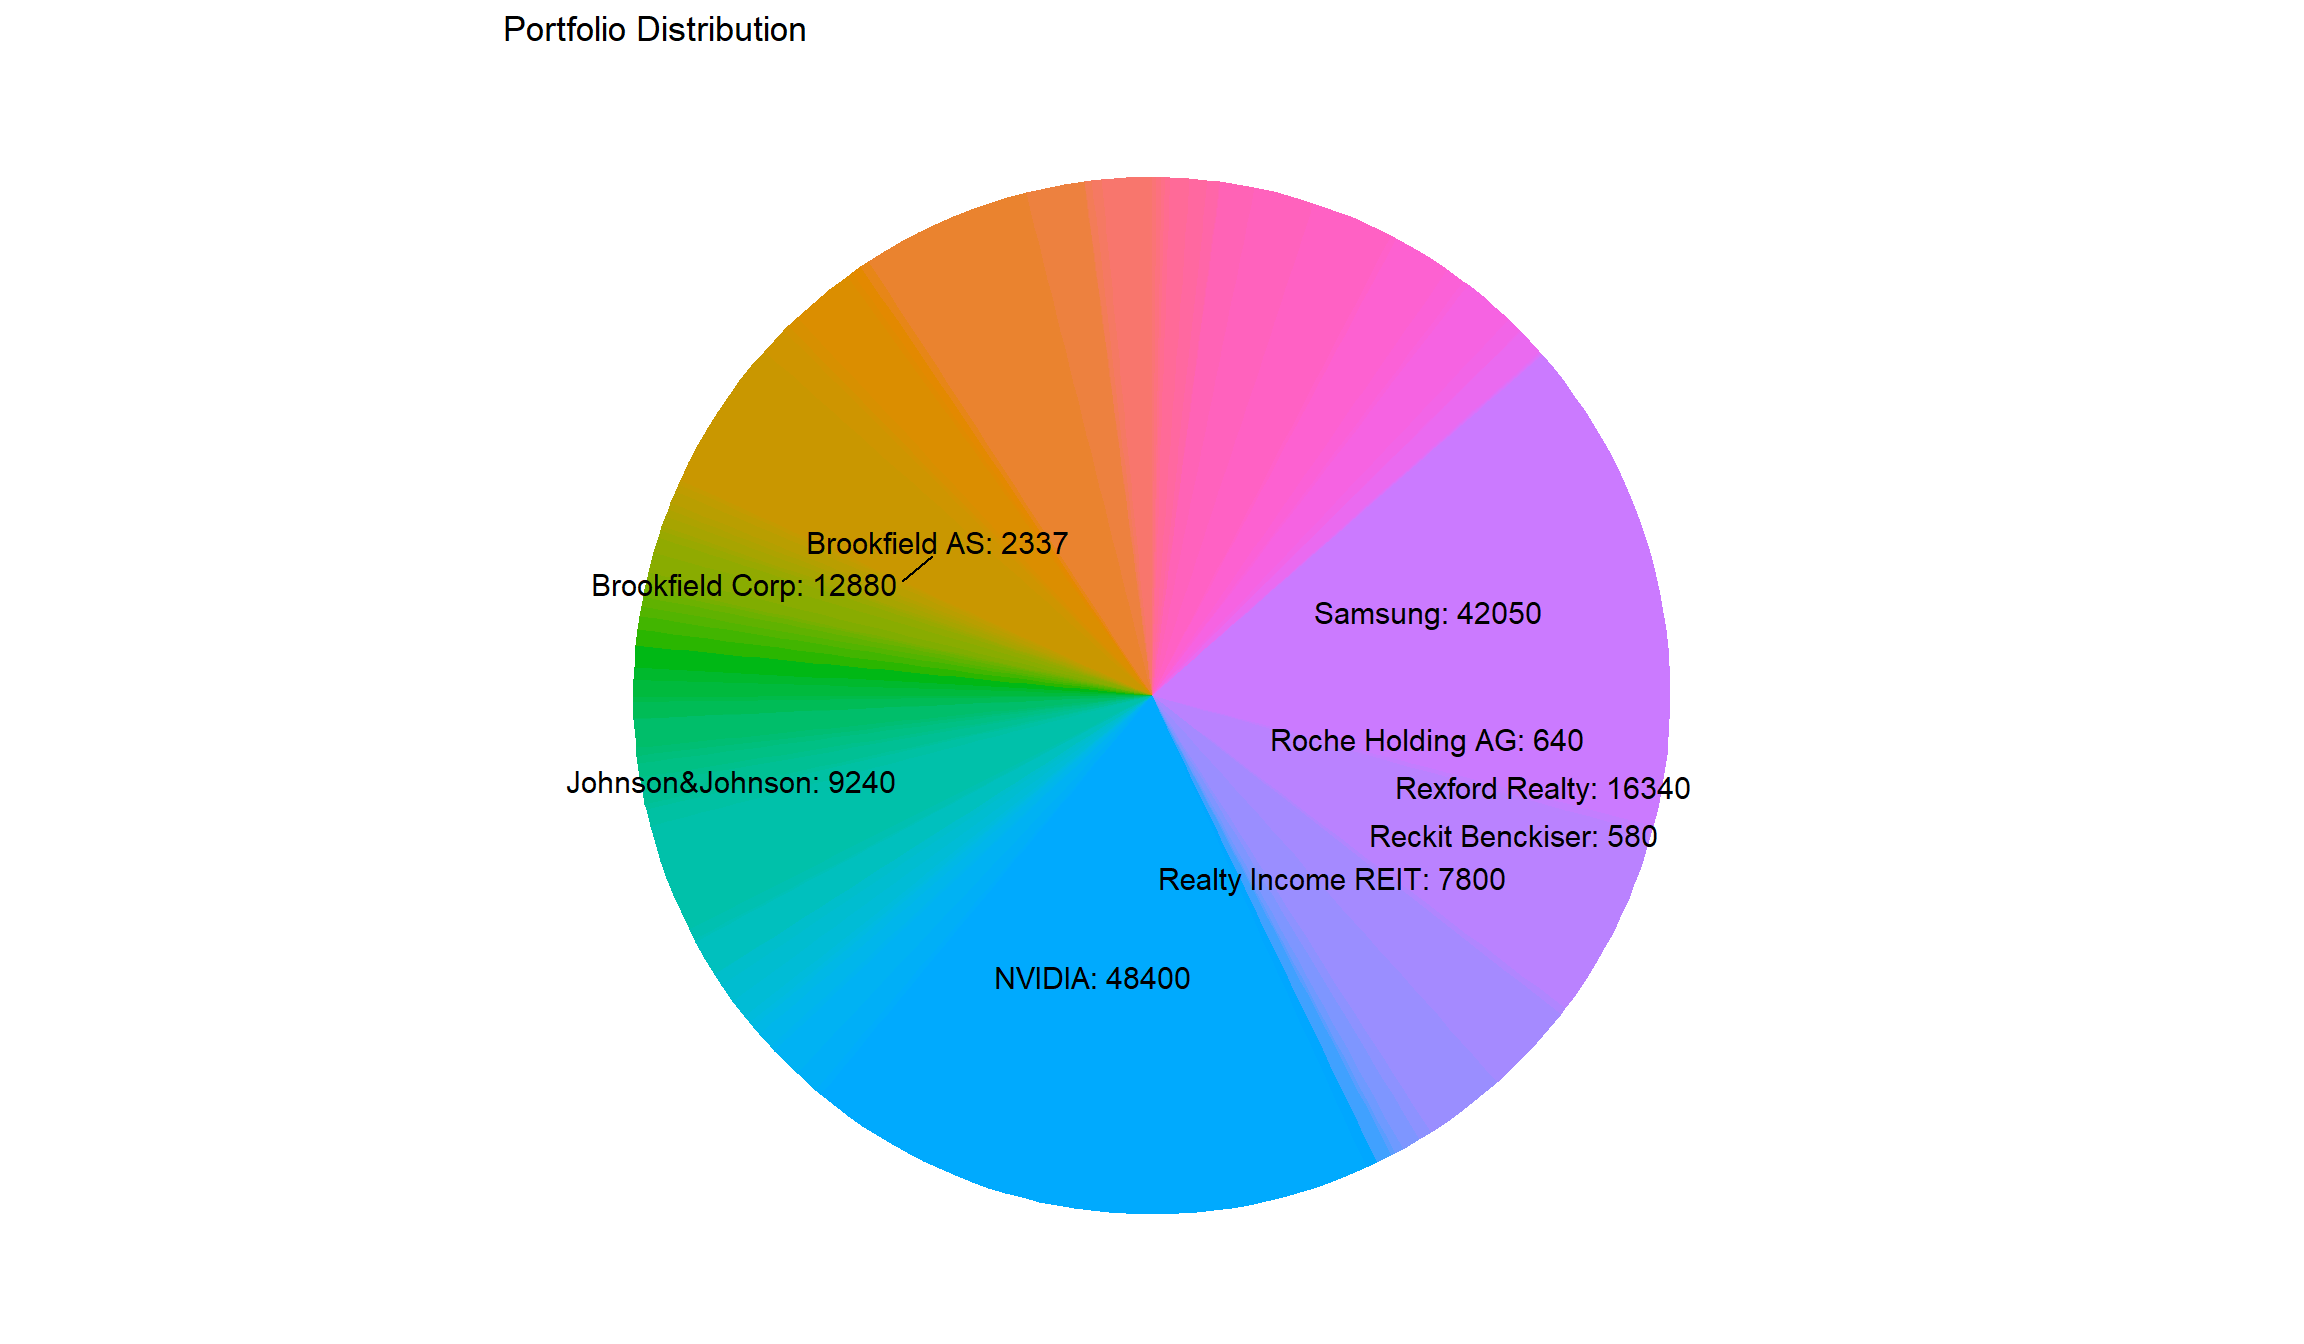 Portfolio Distribution
Brookfield AS: 2337
Brookfield Corp: 12880
Samsung: 42050
Roche Holding AG: 640
Johnson&Johnson: 9240
Rexford Realty: 16340
Reckit Benckiser: 580
Realty Income REIT: 7800
NVIDIA: 48400